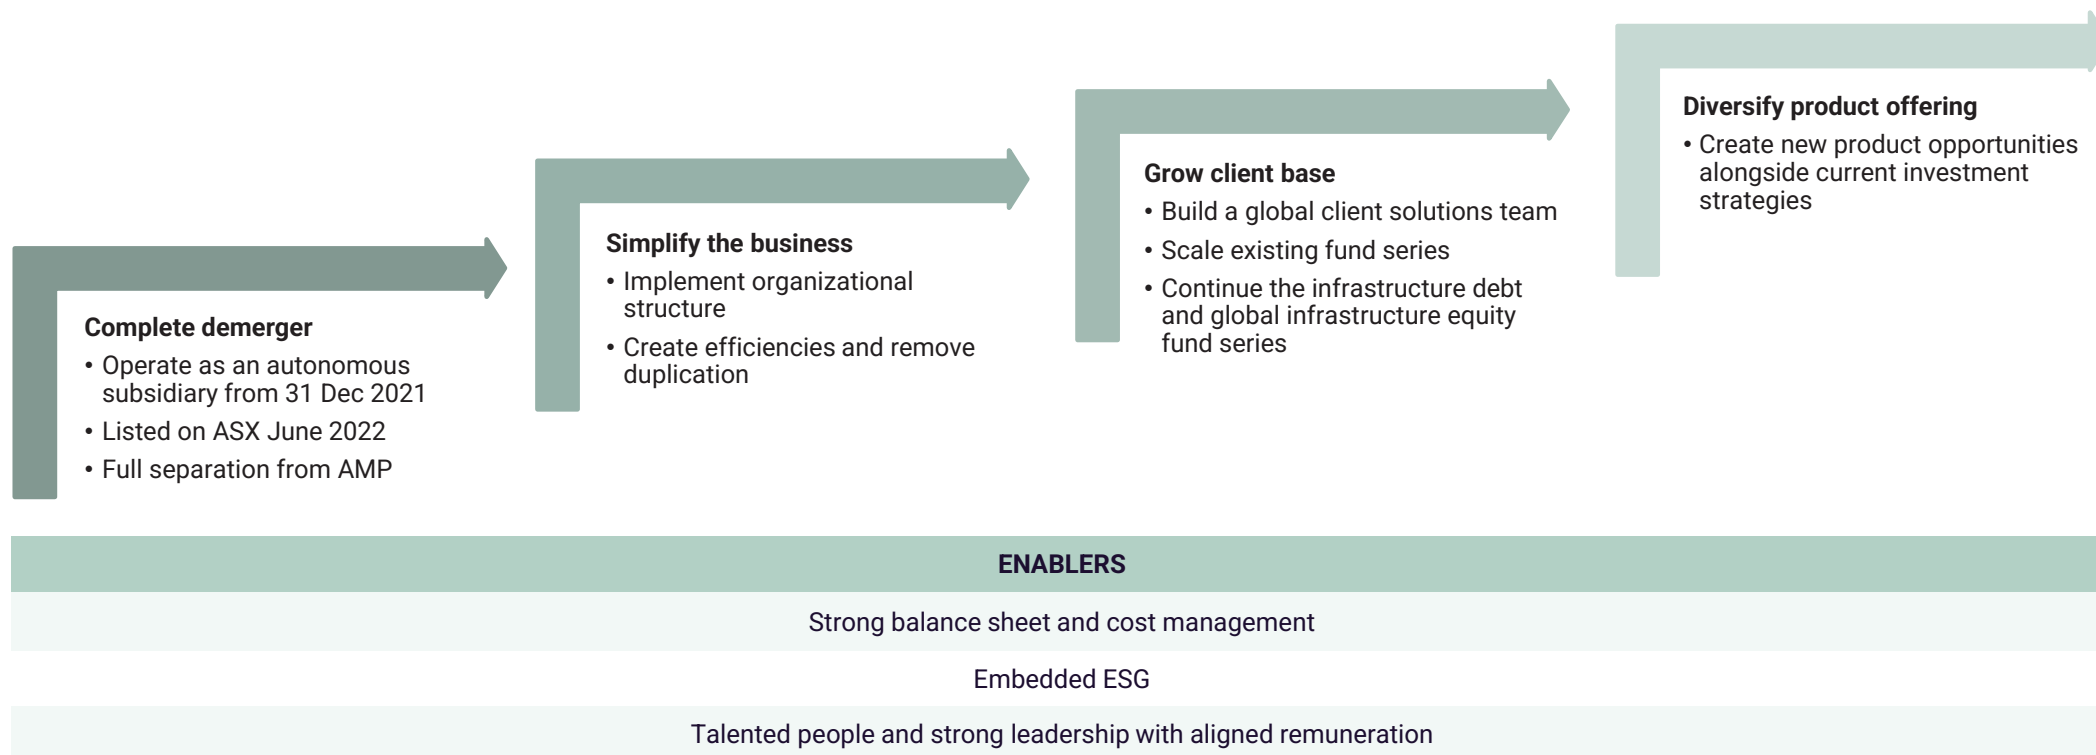 Complete demerger
• Operate as an autonomous
subsidiary from 31 Dec 2021
• Listed on ASX June 2022
• Full separation from AMP
Simplify the business
• Implement organizational
structure
• Create efficiencies and remove
duplication
Grow client base
• Build a global client solutions team
• Scale existing fund series
• Continue the infrastructure debt
and global infrastructure equity
fund series
Diversify product offering
• Create new product opportunities
alongside current investment
strategies
ENABLERS
Strong balance sheet and cost management
Embedded ESG
Talented people and strong leadership with aligned remuneration